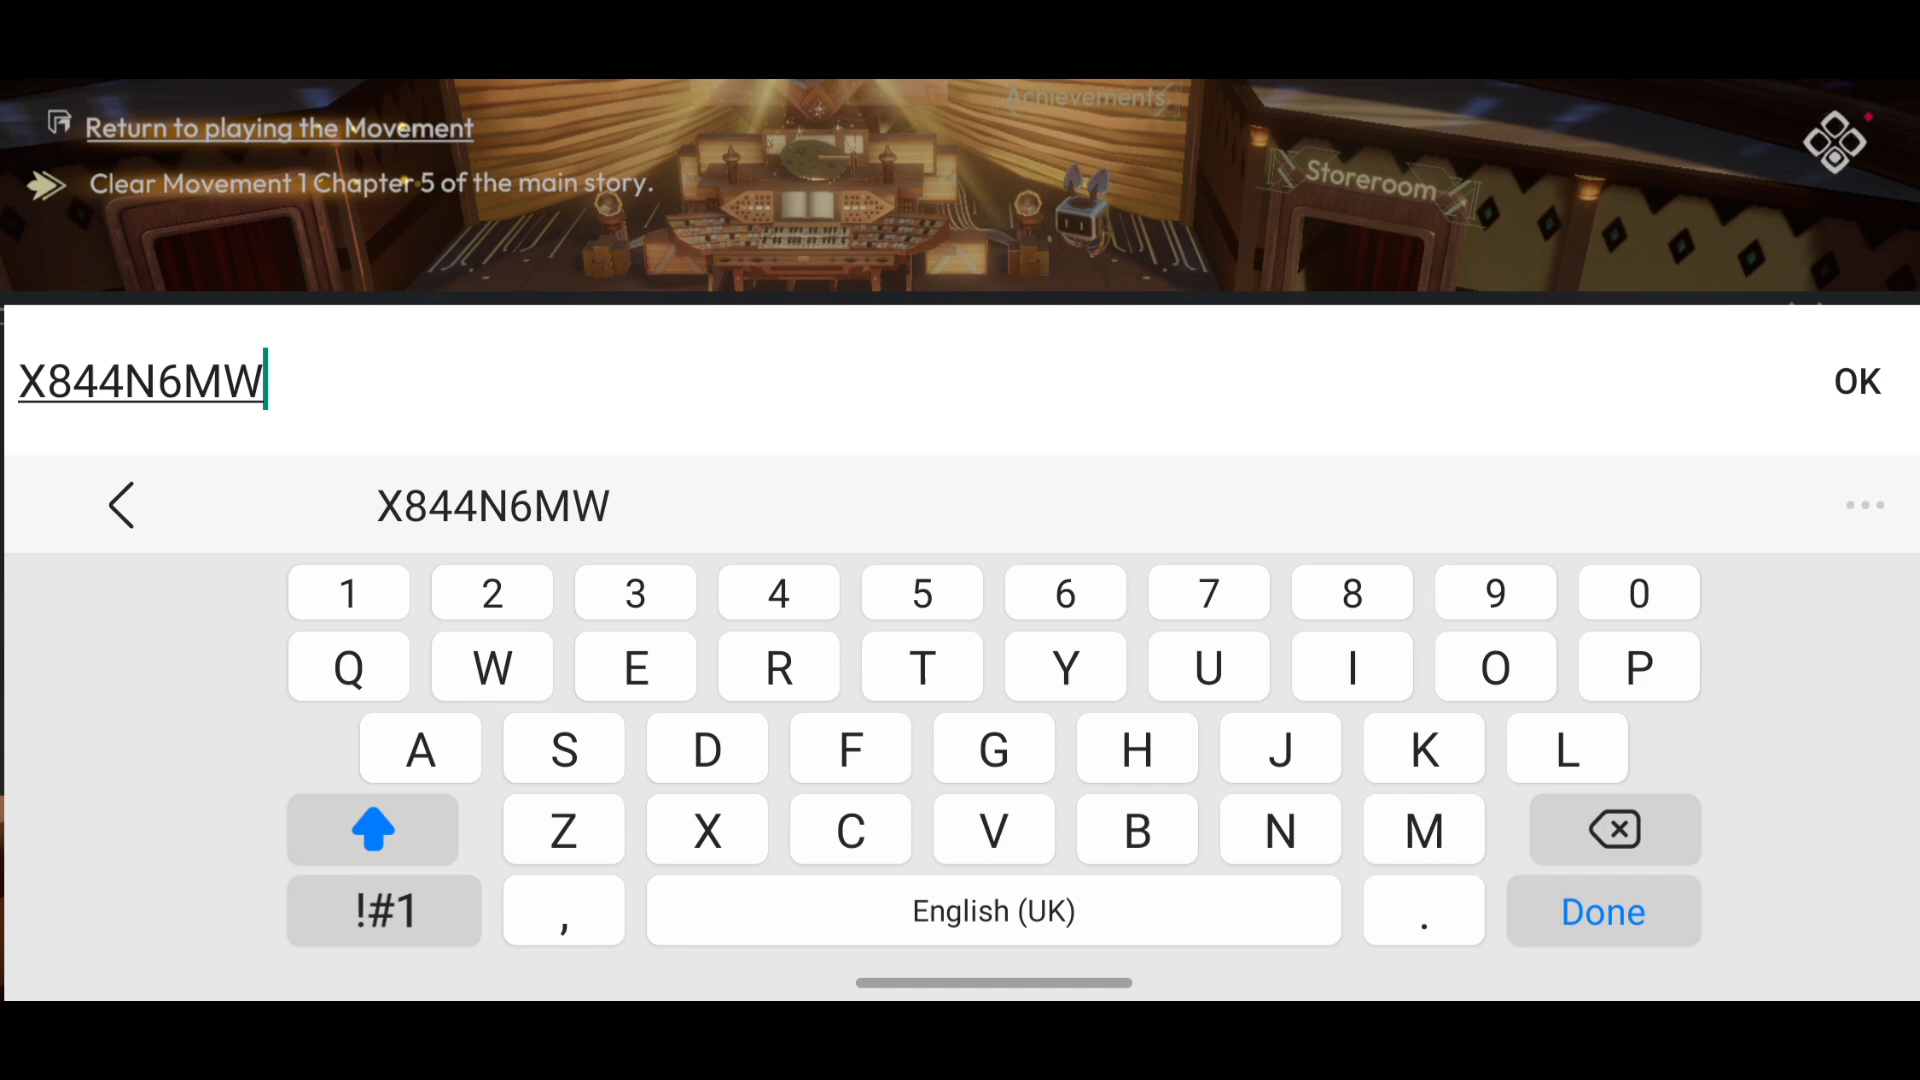 Achievements
Return to playing the Movement
Clear Movement 1 Chapter 5 of the main story.
Storeroom
X844N6MW
OK
X844N6MW
1 2 3 4 5 6 7 8 9 0
Q W E R T Y U I O P
A S D F G H J K L
Z X C V B N M
!#1 , English (UK) . Done